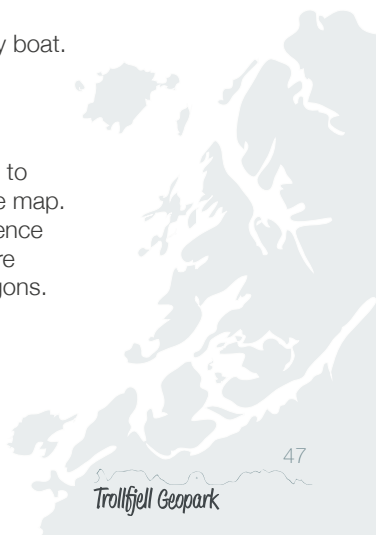 y boat.
to
e map.
ence
re
gons.
47
Trollfjell Geopark